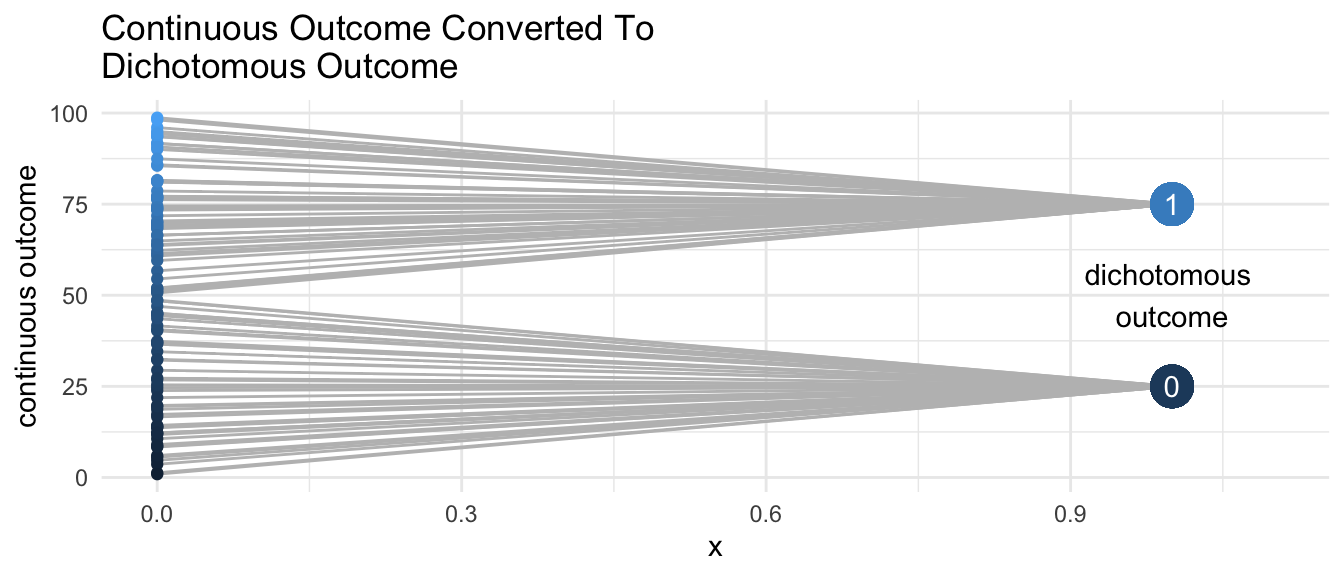 Continuous Outcome Converted To
Dichotomous Outcome
continuous outcome
100
75
50
25
0
1
dichotomous
outcome
0
0.0
0.3
0.6
0.9
x